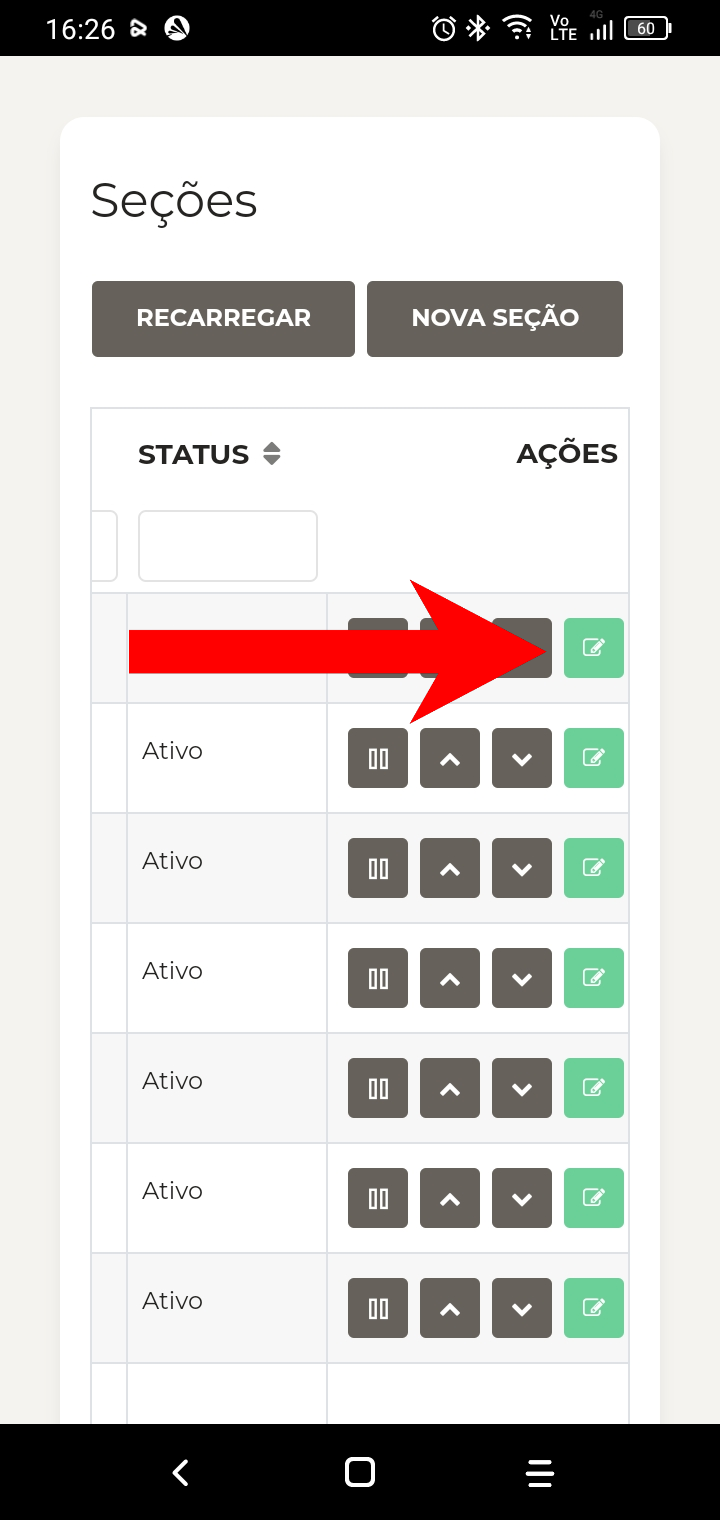 16:26
Vo
LTE
4G
60
Seções
RECARREGAR
NOVA SEÇÃO
STATUS
AÇÕES
Ativo
Ativo
Ativo
Ativo
Ativo
Ativo